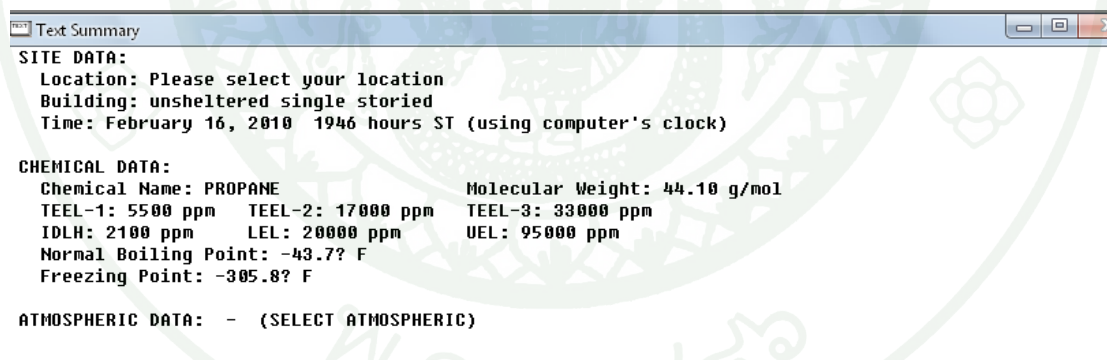 Text Summary
SITE DATA:
Location: Please select your location
Building: unsheltered single storied
Time: February 16, 2010 1946 hours ST (using computer's clock)
CHEMICAL DATA:
Chemical Name: PROPANE Molecular Weight: 44.10 g/mol
TEEL-1: 5500 ppm TEEL-2: 17000 ppm TEEL-3: 33000 ppm
IDLH: 2100 ppm LEL: 20000 ppm UEL: 95000 ppm
Normal Boiling Point: -43.7? F
Freezing Point: -305.8? F
ATMOSPHERIC DATA: - (SELECT ATMOSPHERIC)